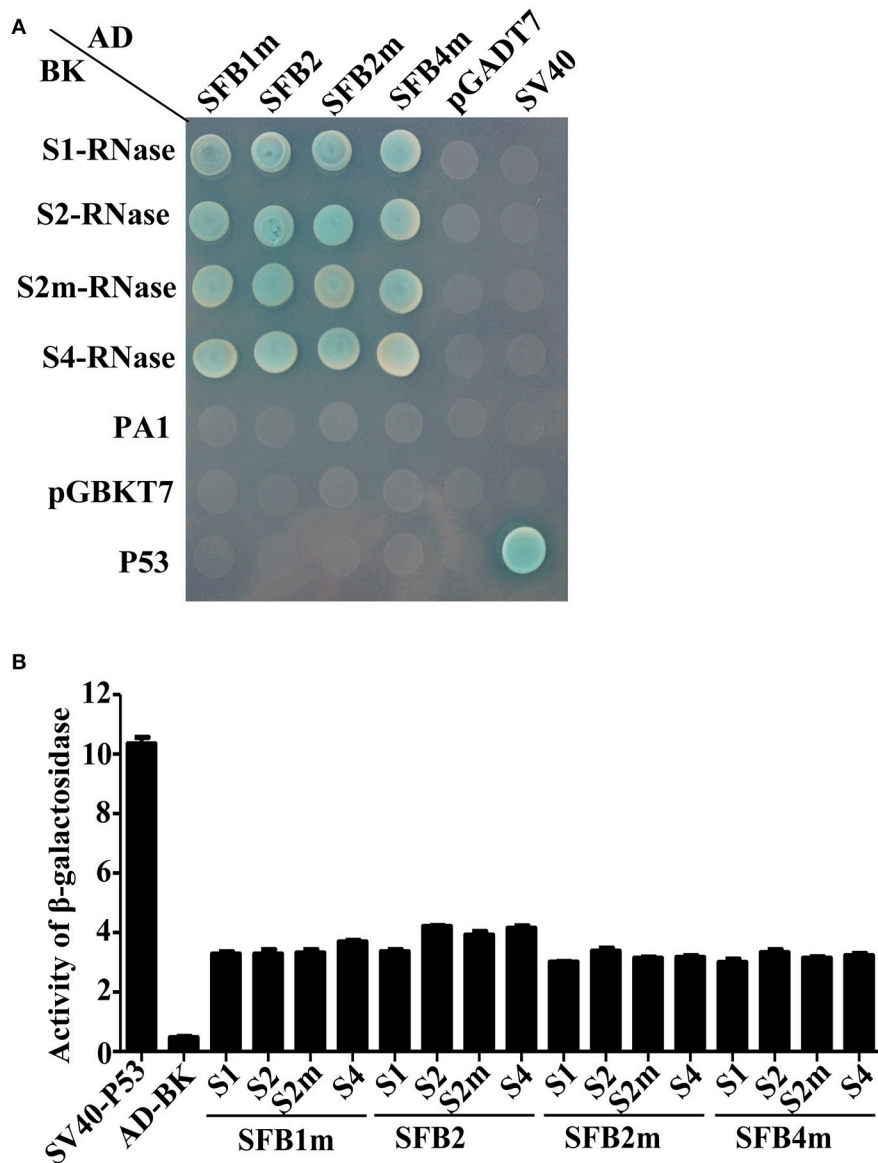 A
AD
BK
SFB1m SFB2 SFB2m SFB4m pGADT7 SV40
S1-RNase
S2-RNase
S2m-RNase
S4-RNase
PA1
pGBKT7
P53
B
Activity of β-galactosidase
12
10
8
6
4
2
0
SV40-P53 AD-BK S1 S2 S2m S4 S1 S2 S2m S4 S1 S2 S2m S4 S1 S2 S2m S4
SFB1m SFB2 SFB2m SFB4m